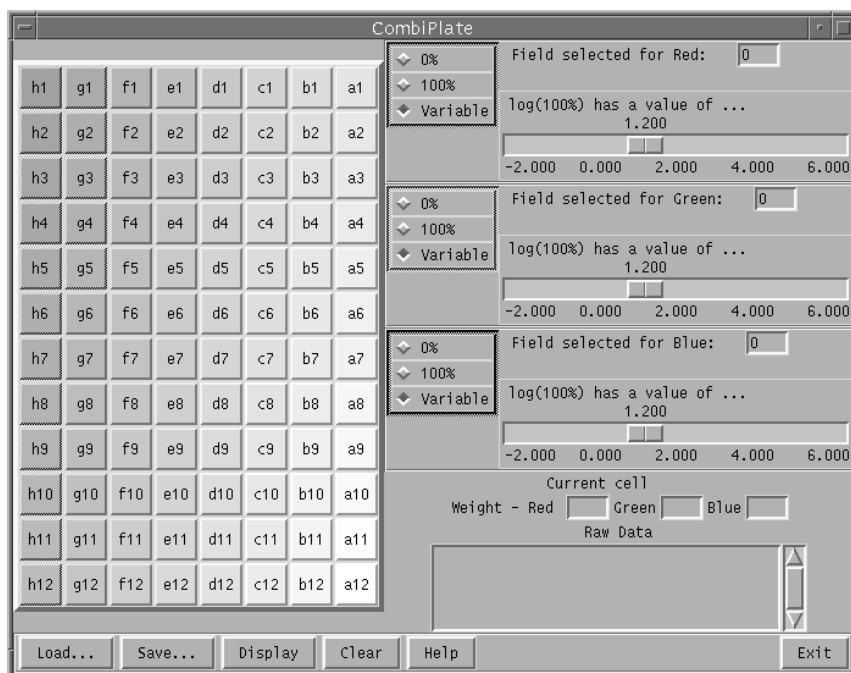 CombiPlate
h1 g1 f1 e1 d1 c1 b1 a1
h2 g2 f2 e2 d2 c2 b2 a2
h3 g3 f3 e3 d3 c3 b3 a3
h4 g4 f4 e4 d4 c4 b4 a4
h5 g5 f5 e5 d5 c5 b5 a5
h6 g6 f6 e6 d6 c6 b6 a6
h7 g7 f7 e7 d7 c7 b7 a7
h8 g8 f8 e8 d8 c8 b8 a8
h9 g9 f9 e9 d9 c9 b9 a9
h10 g10 f10 e10 d10 c10 b10 a10
h11 g11 f11 e11 d11 c11 b11 a11
h12 g12 f12 e12 d12 c12 b12 a12
0%
100%
Variable
Field selected for Red: 0
log(100%) has a value of ...
1.200
-2.000 0.000 2.000 4.000 6.000
0%
100%
Variable
Field selected for Green: 0
log(100%) has a value of ...
1.200
-2.000 0.000 2.000 4.000 6.000
0%
100%
Variable
Field selected for Blue: 0
log(100%) has a value of ...
1.200
-2.000 0.000 2.000 4.000 6.000
Current cell
Weight - Red Green Blue
Raw Data
Load... Save... Display Clear Help Exit